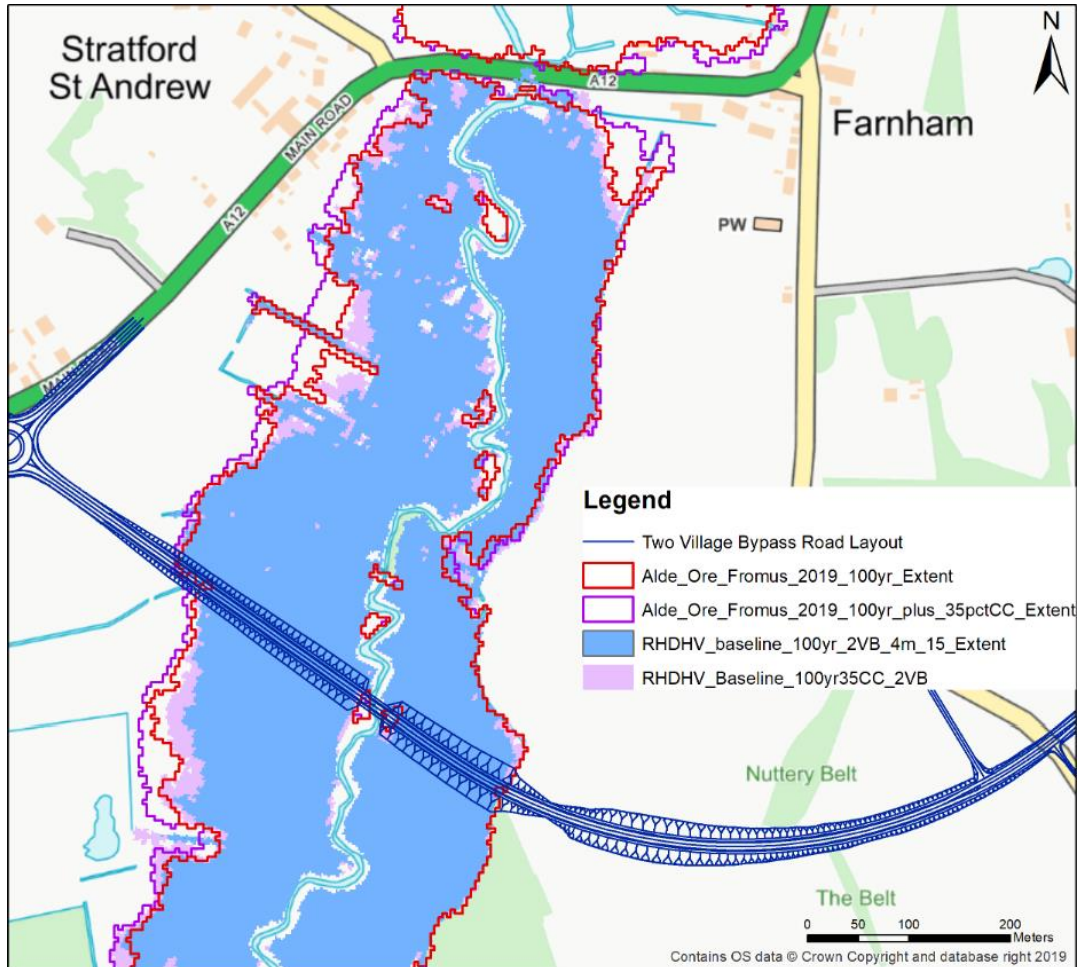 N
Stratford
St Andrew
A12
Farnham
MAIN ROAD
A12
PW
MAIN
Legend
Two Village Bypass Road Layout
Alde_Ore_Fromus_2019_100yr_Extent
Alde_Ore_Fromus_2019_100yr_plus_35pctCC_Extent
RHDHV_baseline_100yr_2VB_4m_15_Extent
RHDHV_Baseline_100yr35CC_2VB
Nuttery Belt
The Belt
0 50 100 200
Meters
Contains OS data © Crown Copyright and database right 2019